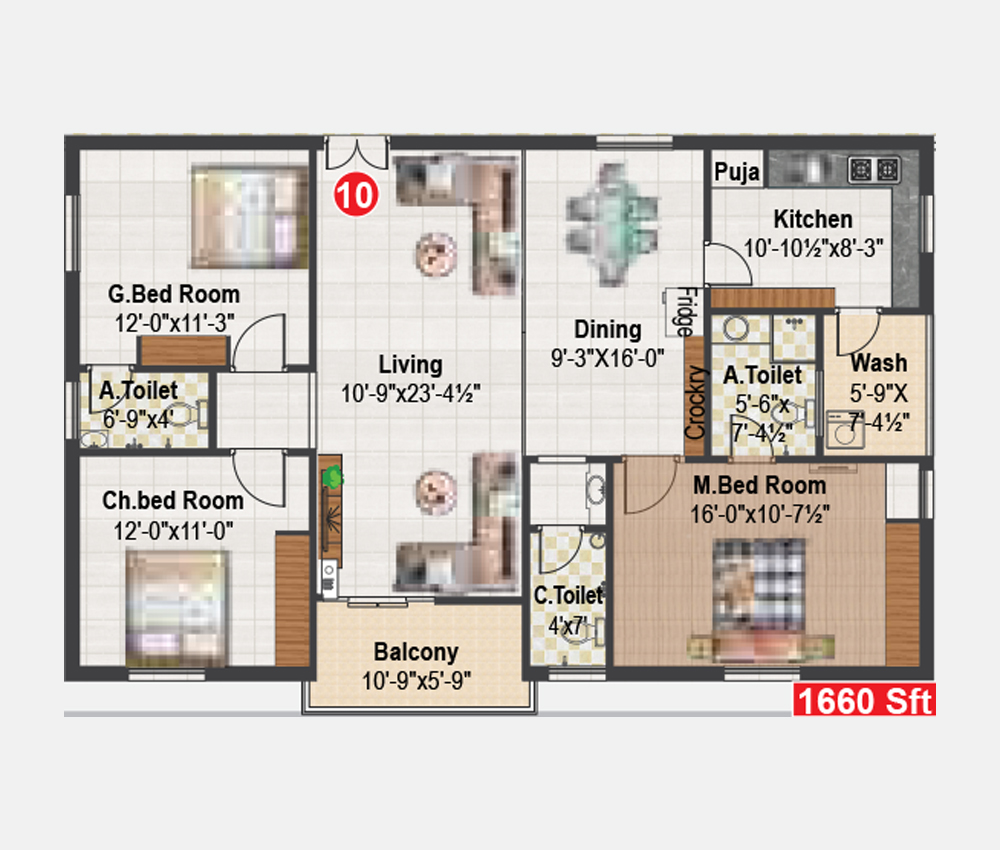 10
Puja
Kitchen
10'-10½"x8'-3"
G.Bed Room
12'-0"x11'-3"
Fridge
Dining
9'-3"X16'-0"
Living
10'-9"x23'-4½"
Crockry
A.Toilet
5'-6"x
7'-4½"
Wash
5'-9"X
7'-4½"
A.Toilet
6'-9"x4'
Ch.bed Room
12'-0"x11'-0"
M.Bed Room
16'-0"x10'-7½"
C.Toilet
4'x7'
Balcony
10'-9"x5'-9"
1660 Sft